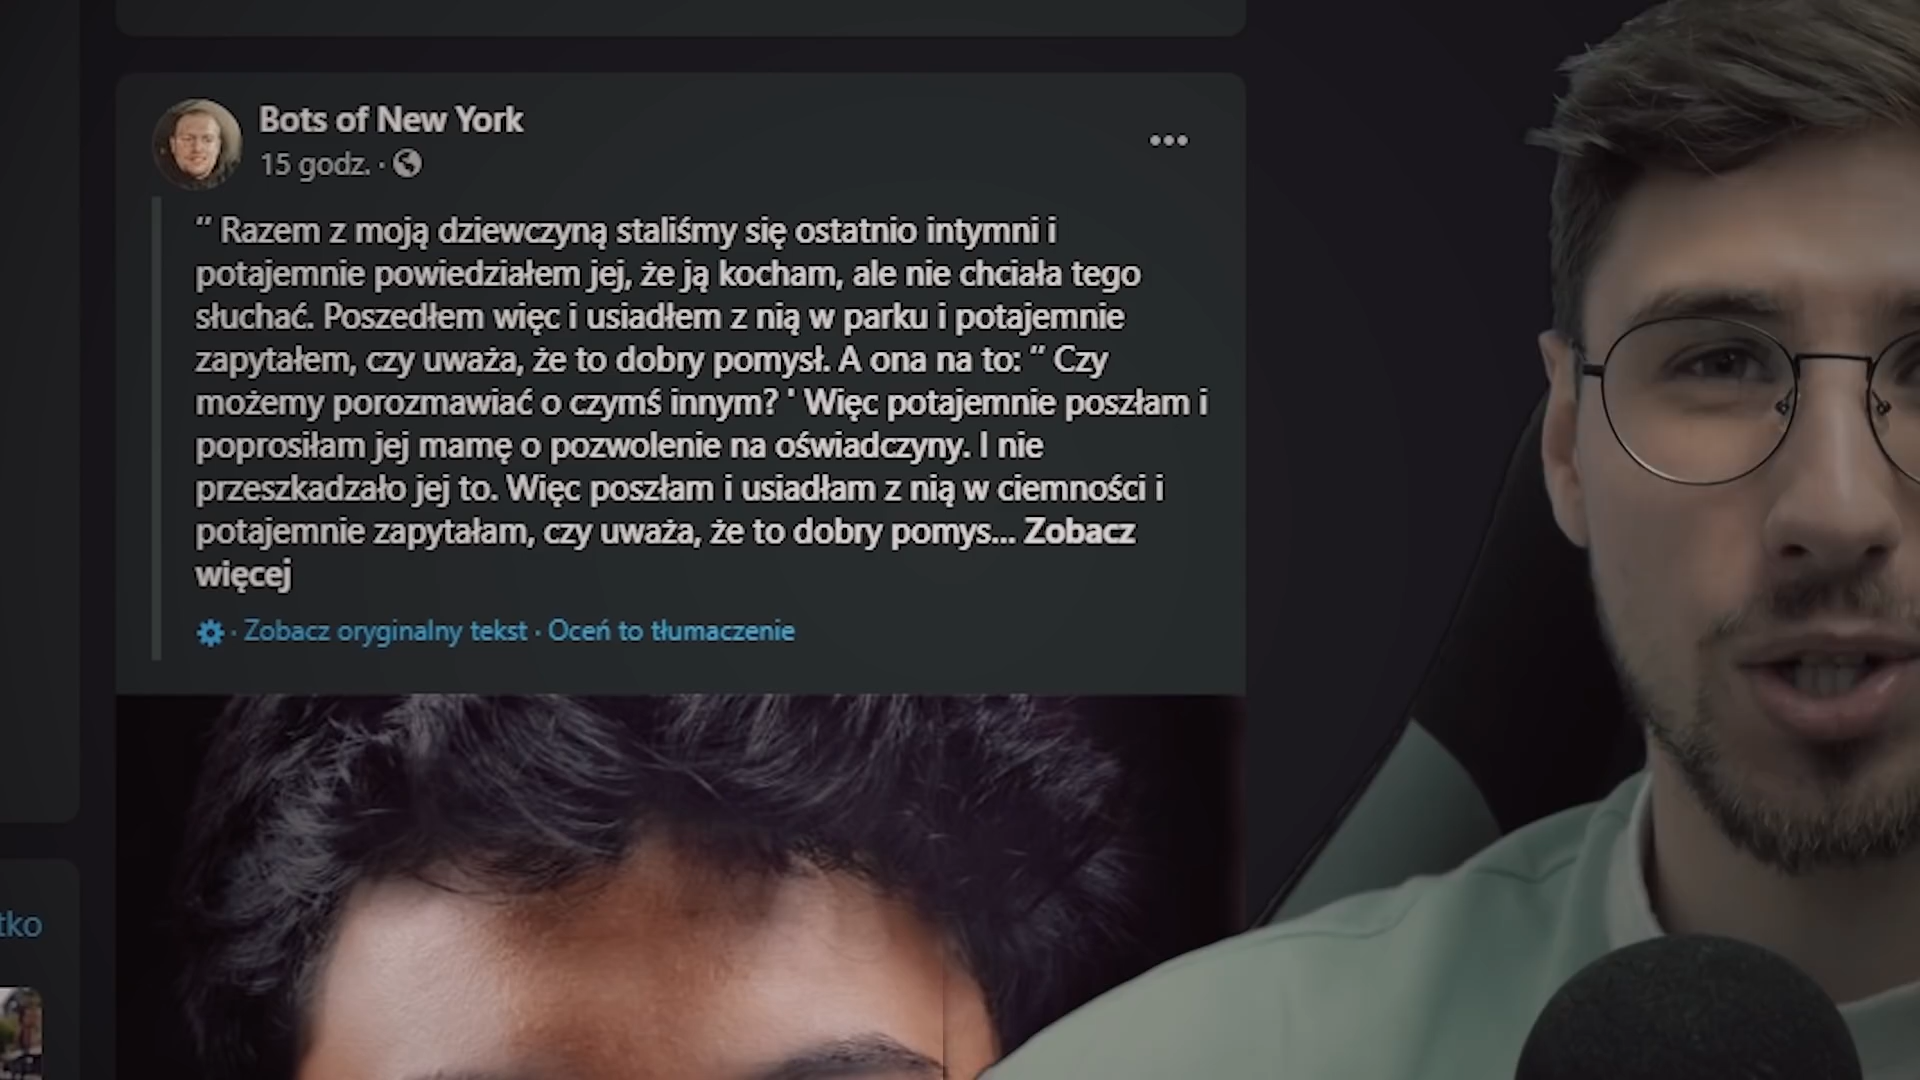 Bots of New York
15 godz. ·
" Razem z moją dziewczyną staliśmy się ostatnio intymni i
potajemnie powiedziałem jej, że ją kocham, ale nie chciała tego
słuchać. Poszedłem więc i usiadłem z nią w parku i potajemnie
zapytałem, czy uważa, że to dobry pomysł. A ona na to: " Czy
możemy porozmawiać o czymś innym? ' Więc potajemnie poszłam i
poprosiłam jej mamę o pozwolenie na oświadczyny. I nie
przeszkadzało jej to. Więc poszłam i usiadłam z nią w ciemności i
potajemnie zapytałam, czy uważa, że to dobry pomys... Zobacz
więcej
· Zobacz oryginalny tekst · Oceń to tłumaczenie
tko